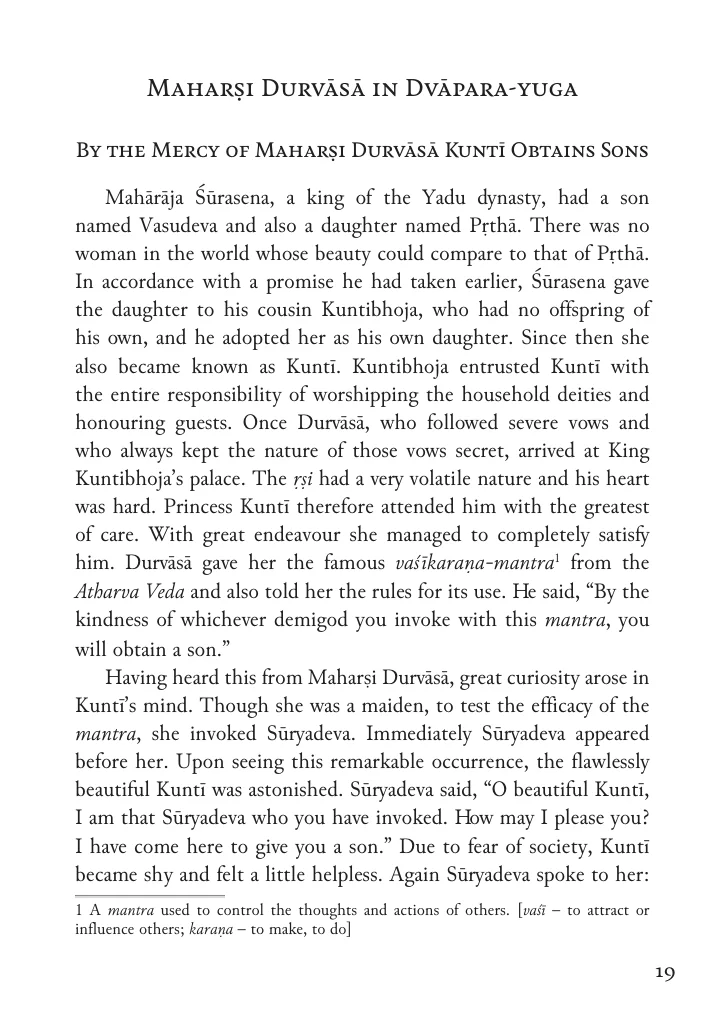 Maharṣi Durvāsā in Dvāpara-yuga
By the Mercy of Maharṣi Durvāsā Kuntī Obtains Sons
Mahārāja Śūrasena, a king of the Yadu dynasty, had a son
named Vasudeva and also a daughter named Pṛthā. There was no
woman in the world whose beauty could compare to that of Pṛthā.
In accordance with a promise he had taken earlier, Śūrasena gave
the daughter to his cousin Kuntibhoja, who had no offspring of
his own, and he adopted her as his own daughter. Since then she
also became known as Kuntī. Kuntibhoja entrusted Kuntī with
the entire responsibility of worshipping the household deities and
honouring guests. Once Durvāsā, who followed severe vows and
who always kept the nature of those vows secret, arrived at King
Kuntibhoja’s palace. The ṛṣi had a very volatile nature and his heart
was hard. Princess Kuntī therefore attended him with the greatest
of care. With great endeavour she managed to completely satisfy
him. Durvāsā gave her the famous vaśīkaraṇa-mantra¹ from the
Atharva Veda and also told her the rules for its use. He said, “By the
kindness of whichever demigod you invoke with this mantra, you
will obtain a son.”
Having heard this from Maharṣi Durvāsā, great curiosity arose in
Kuntī’s mind. Though she was a maiden, to test the efficacy of the
mantra, she invoked Sūryadeva. Immediately Sūryadeva appeared
before her. Upon seeing this remarkable occurrence, the flawlessly
beautiful Kuntī was astonished. Sūryadeva said, “O beautiful Kuntī,
I am that Sūryadeva who you have invoked. How may I please you?
I have come here to give you a son.” Due to fear of society, Kuntī
became shy and felt a little helpless. Again Sūryadeva spoke to her:
1 A mantra used to control the thoughts and actions of others. [vaśī – to attract or
influence others; karaṇa – to make, to do]
19